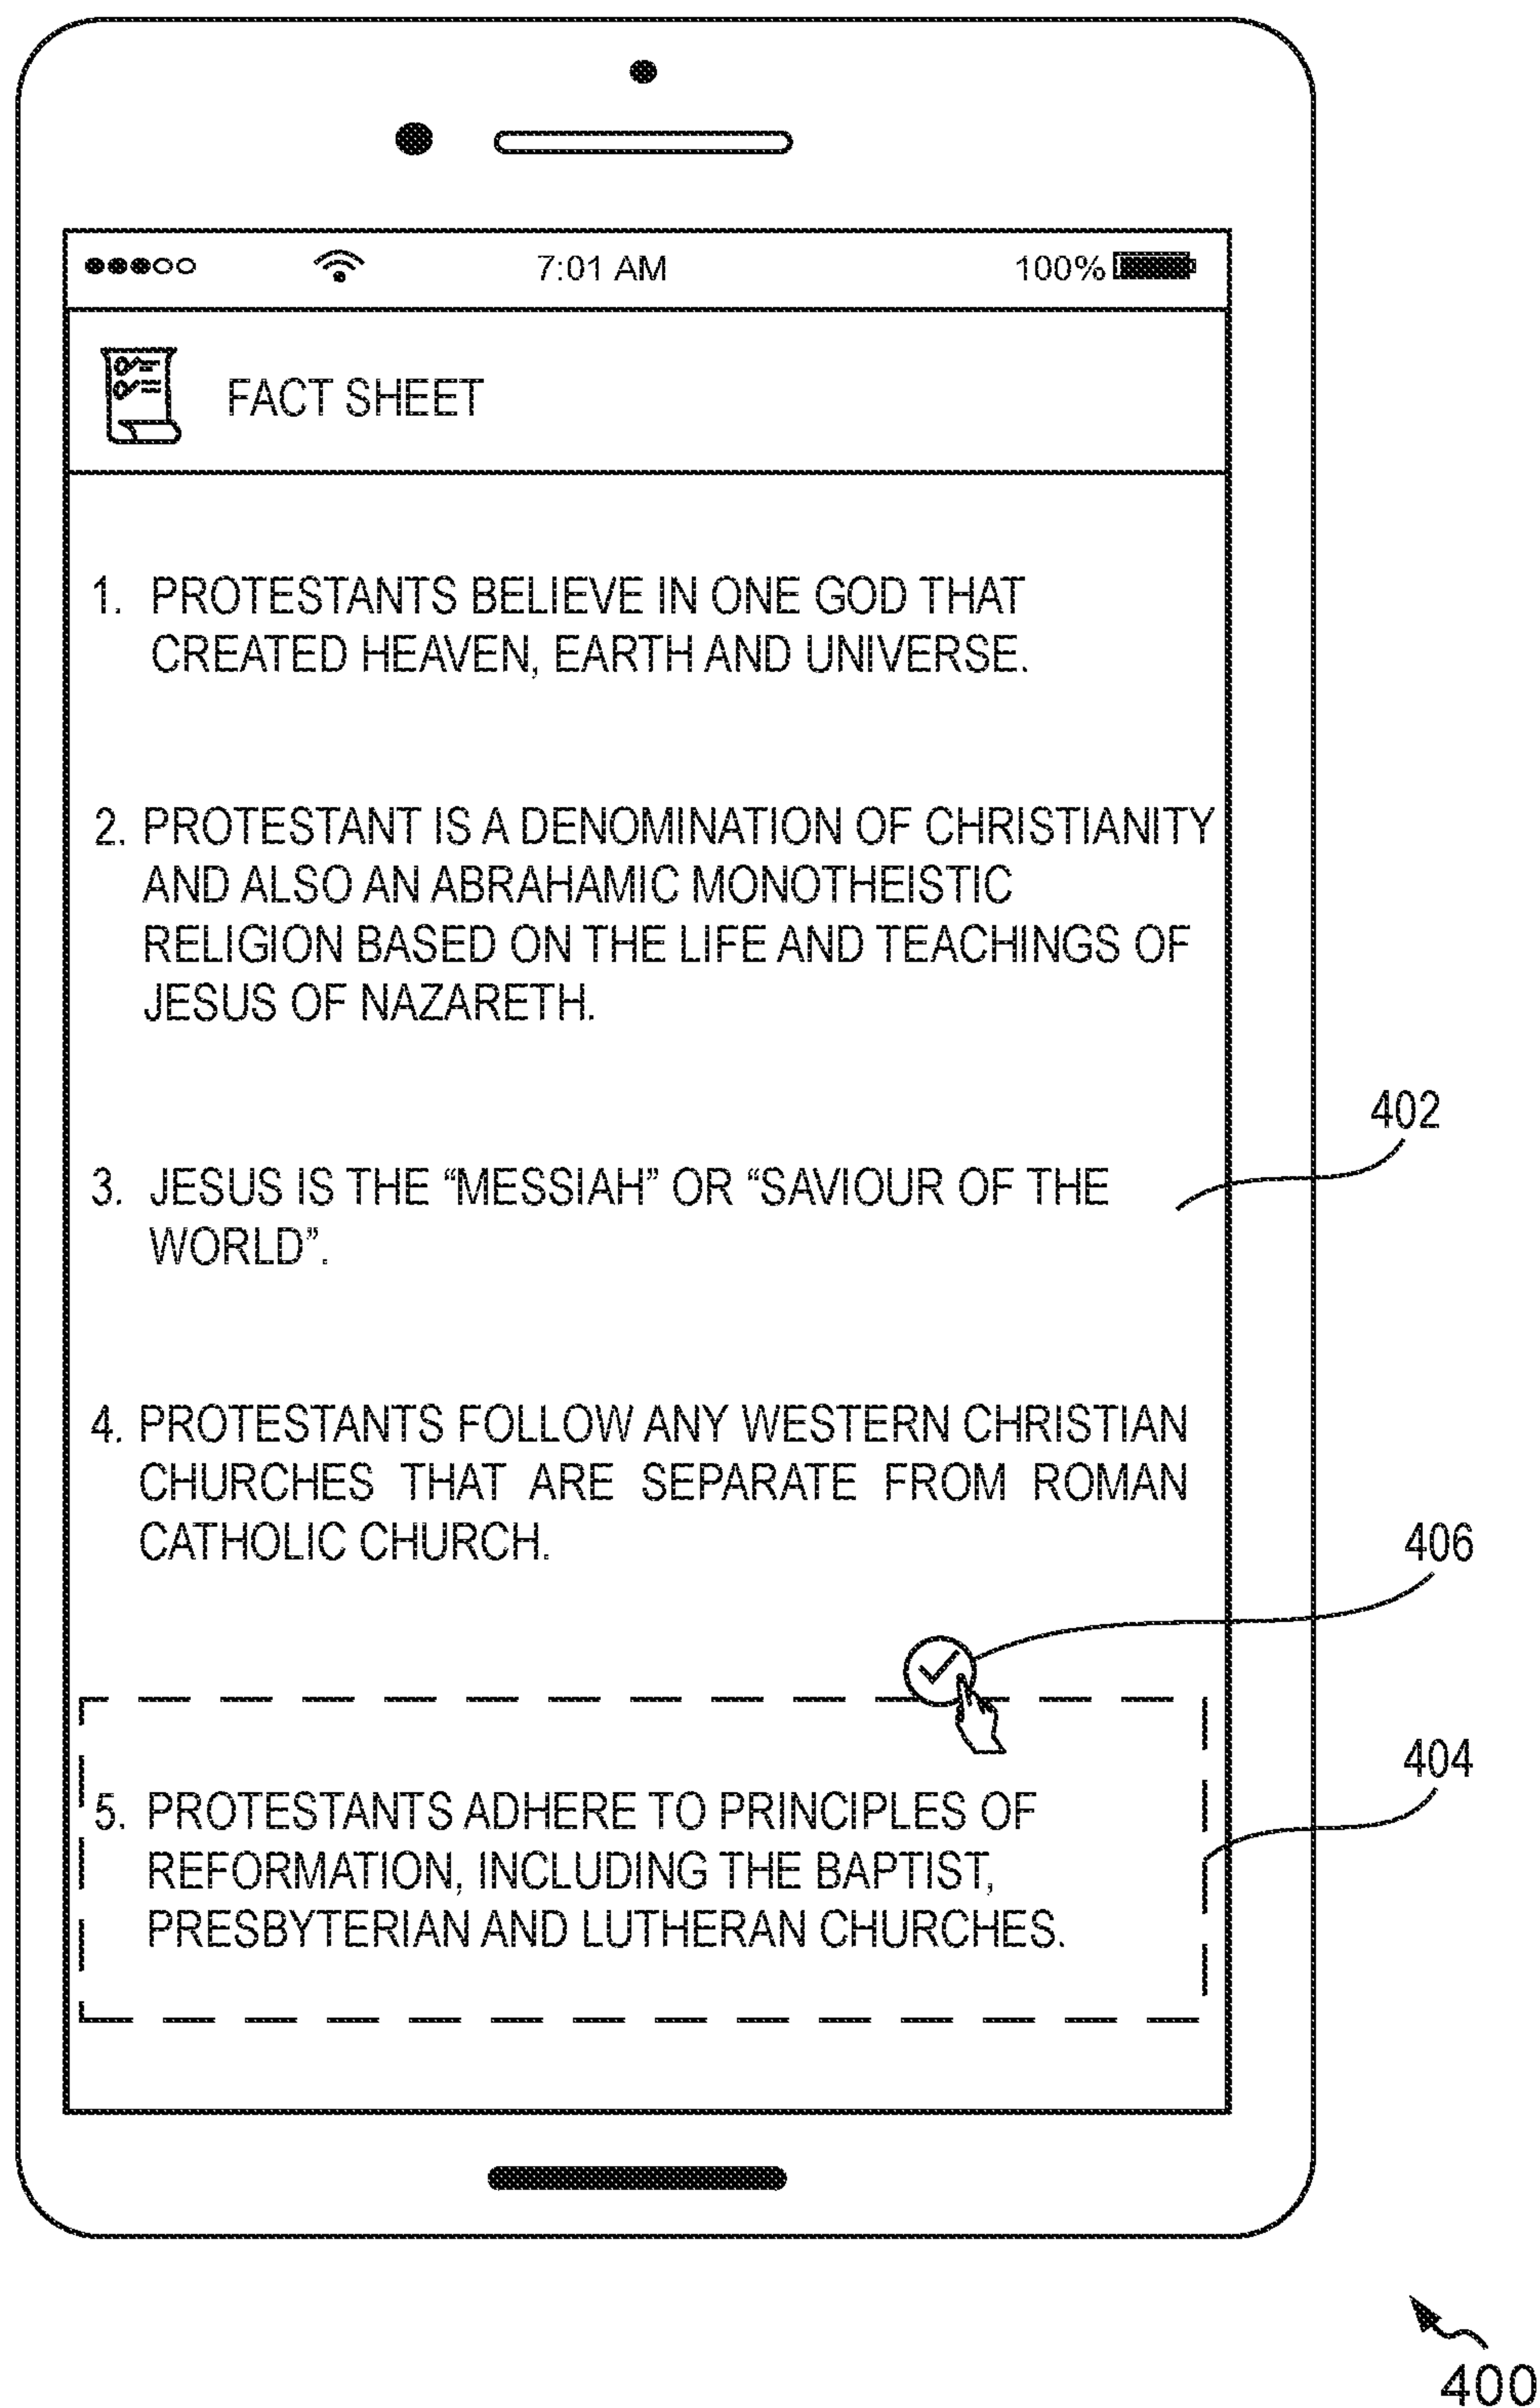 7:01 AM 100%
FACT SHEET
1. PROTESTANTS BELIEVE IN ONE GOD THAT
CREATED HEAVEN, EARTH AND UNIVERSE.
2. PROTESTANT IS A DENOMINATION OF CHRISTIANITY
AND ALSO AN ABRAHAMIC MONOTHEISTIC
RELIGION BASED ON THE LIFE AND TEACHINGS OF
JESUS OF NAZARETH.
402
3. JESUS IS THE “MESSIAH” OR “SAVIOUR OF THE
WORLD”.
4. PROTESTANTS FOLLOW ANY WESTERN CHRISTIAN
CHURCHES THAT ARE SEPARATE FROM ROMAN
CATHOLIC CHURCH.
406
404
5. PROTESTANTS ADHERE TO PRINCIPLES OF
REFORMATION, INCLUDING THE BAPTIST,
PRESBYTERIAN AND LUTHERAN CHURCHES.
400